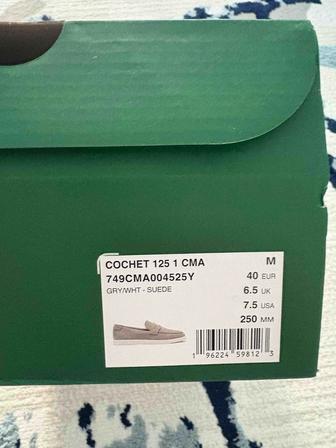 COCHET 125 1 CMA M
749CMA004525Y
GRY/WHT - SUEDE
40 EUR
6.5 UK
7.5 USA
250 MM
1 96224 59812 3